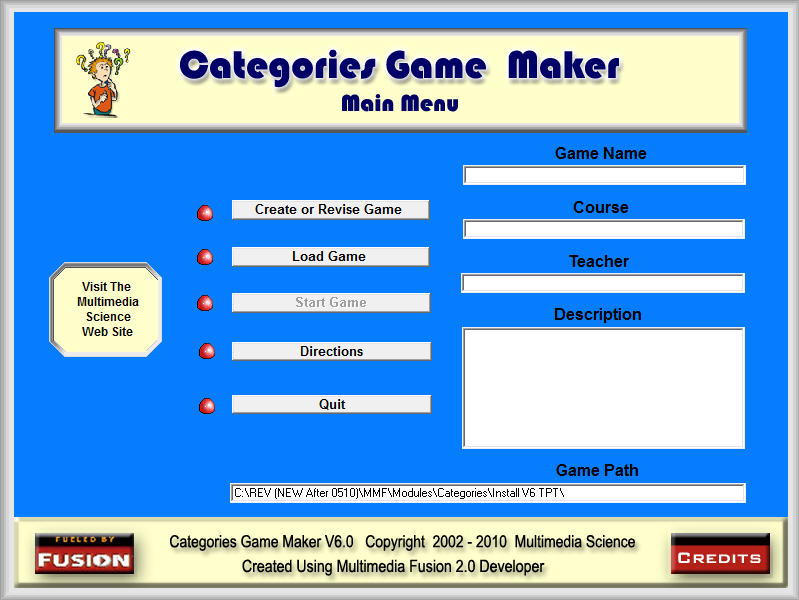 Categories Game Maker
Main Menu
Game Name
Create or Revise Game
Course
Load Game
Teacher
Visit The
Multimedia
Science
Web Site
Start Game
Description
Directions
Quit
Game Path
C:\REV (NEW After 0510)\MMF\Modules\Categories\Install V6 TPT\
FUELED BY
FUSION
Categories Game Maker V6.0 Copyright 2002 - 2010 Multimedia Science
Created Using Multimedia Fusion 2.0 Developer
CREDITS